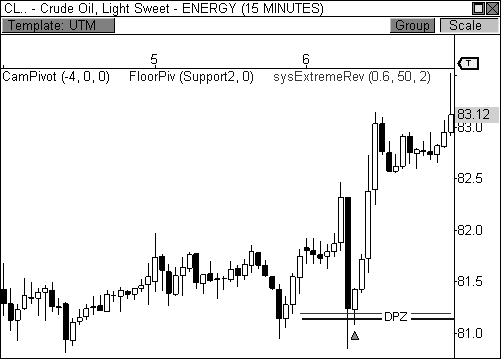 CL.. - Crude Oil, Light Sweet - ENERGY (15 MINUTES)
Template: UTM Group Scale
5 6 T
CamPivot (-4, 0, 0) FloorPiv (Support2, 0) sysExtremeRev (0.6, 50, 2)
83.12
83.0
82.5
82.0
81.5
DPZ
81.0